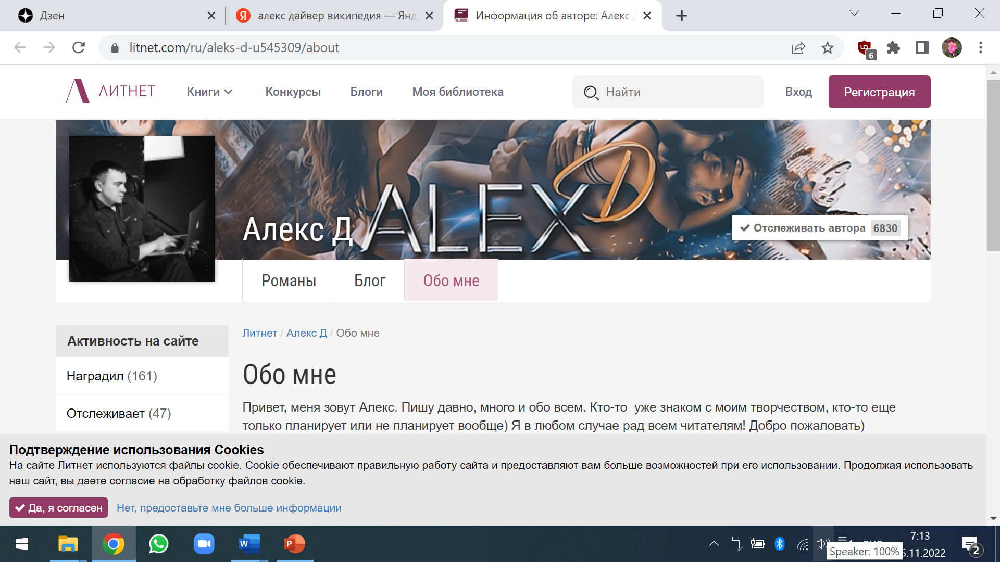 Дзен
алекс дайвер википедия — Янд
Информация об авторе: Алекс
litnet.com/ru/aleks-d-u545309/about
6
ЛИТНЕТ
Книги
Конкурсы
Блоги
Моя библиотека
Найти
Вход
Регистрация
ALEX D
Алекс Д
Отслеживать автора 6830
Романы
Блог
Обо мне
Активность на сайте
Наградил (161)
Отслеживает (47)
Литнет / Алекс Д / Обо мне
Обо мне
Привет, меня зовут Алекс. Пишу давно, много и обо всем. Кто-то уже знаком с моим творчеством, кто-то еще
только планирует или не планирует вообще) Я в любом случае рад всем читателям! Добро пожаловать)
Подтверждение использования Cookies
На сайте Литнет используются файлы cookie. Cookie обеспечивают правильную работу сайта и предоставляют вам больше возможностей при его использовании. Продолжая использовать
наш сайт, вы даете согласие на обработку файлов cookie.
Да, я согласен
Нет, предоставьте мне больше информации
W
P
7:13
5.11.2022
Speaker: 100%
2